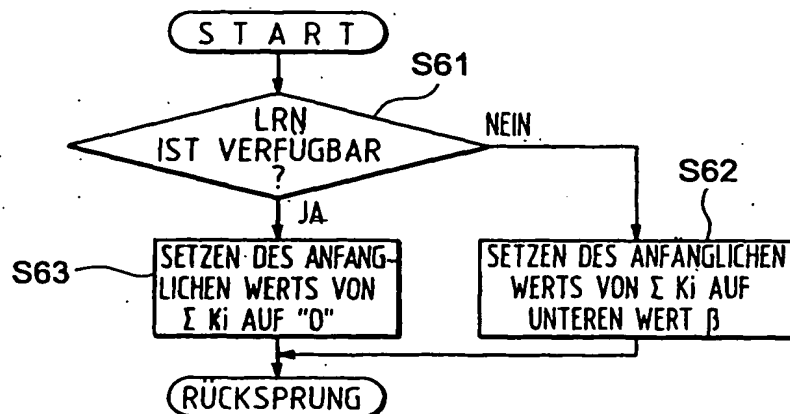 START
S61
LRN
IST VERFÜGBAR
?
NEIN
JA
S62
S63
SETZEN DES ANFÄNG-
LICHEN WERTS VON
Σ Ki AUF "0"
SETZEN DES ANFÄNGLICHEN
WERTS VON Σ Ki AUF
UNTEREN WERT β
RÜCKSPRUNG